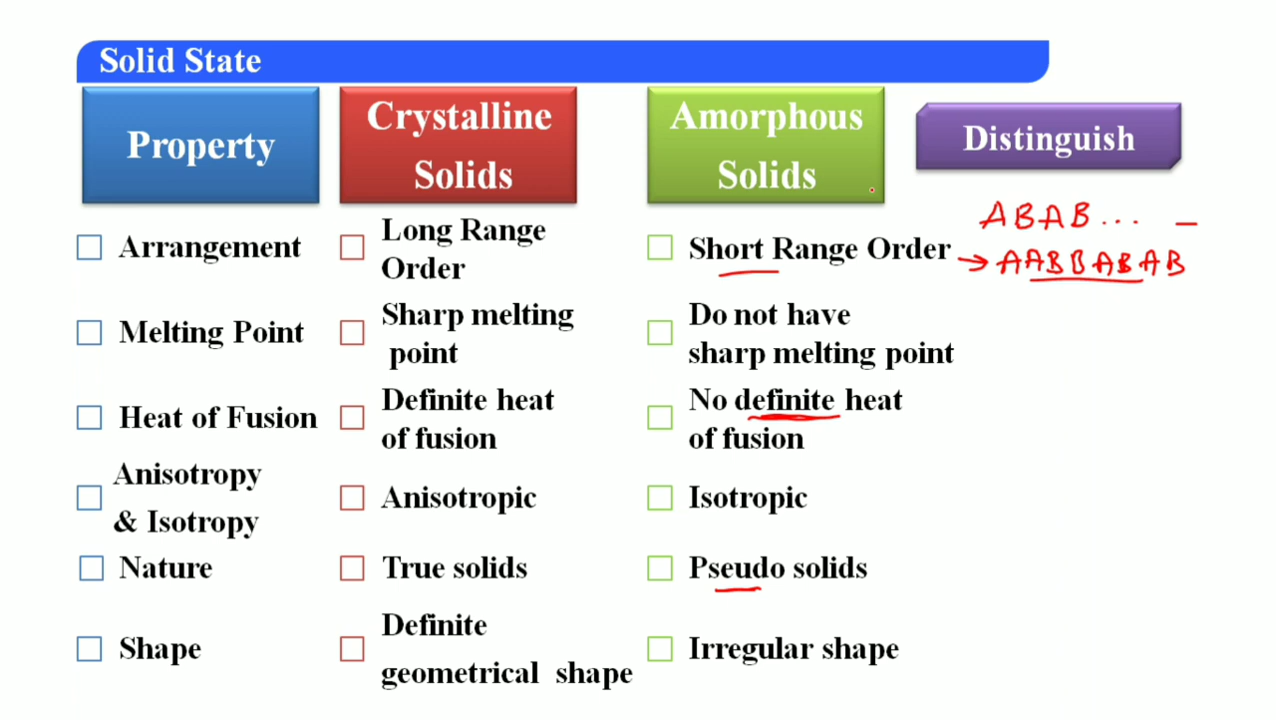 Solid State
Property
Crystalline
Solids
Amorphous
Solids
Distinguish
ABAB... _
Arrangement
Long Range
Order
Short Range Order
→ AABBABAB
Melting Point
Sharp melting
point
Do not have
sharp melting point
Heat of Fusion
Definite heat
of fusion
No definite heat
of fusion
Anisotropy
& Isotropy
Anisotropic
Isotropic
Nature
True solids
Pseudo solids
Shape
Definite
geometrical shape
Irregular shape